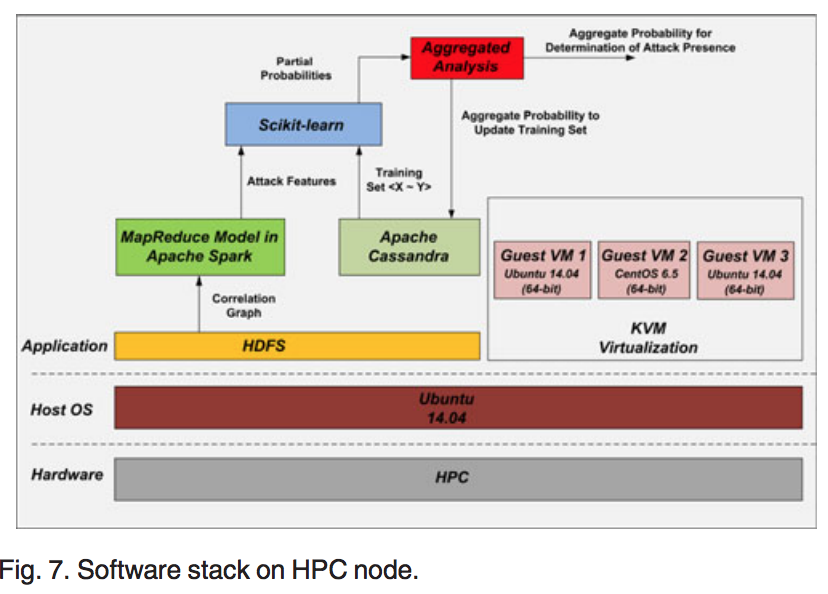 Aggregate Probability for
Determination of Attack Presence
Aggregated
Analysis
Partial
Probabilities
Scikit-learn
Aggregate Probability to
Update Training Set
Attack Features
Training
Set <X ~ Y>
MapReduce Model in
Apache Spark
Apache
Cassandra
Guest VM 1
Ubuntu 14.04
(64-bit)
Guest VM 2
CentOS 6.5
(64-bit)
Guest VM 3
Ubuntu 14.04
(64-bit)
Correlation
Graph
KVM
Virtualization
Application
HDFS
Host OS
Ubuntu
14.04
Hardware
HPC
Fig. 7. Software stack on HPC node.